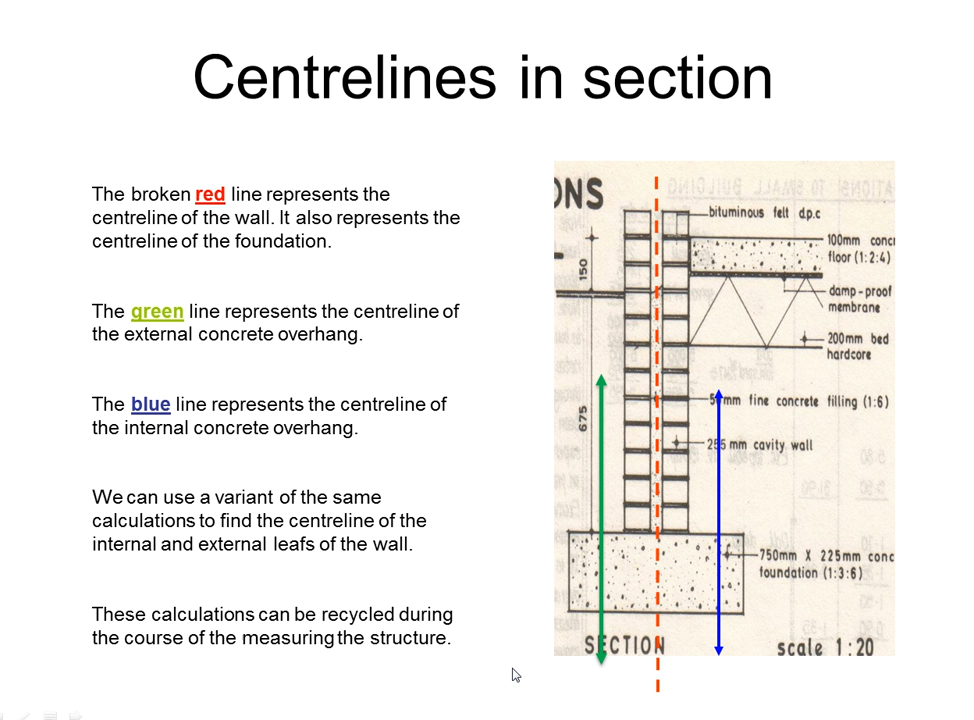 Centrelines in section
The broken red line represents the
centreline of the wall. It also represents the
centreline of the foundation.
The green line represents the centreline of
the external concrete overhang.
The blue line represents the centreline of
the internal concrete overhang.
We can use a variant of the same
calculations to find the centreline of the
internal and external leafs of the wall.
These calculations can be recycled during
the course of the measuring the structure.
ONS
bituminous felt d.p.c
100mm conc
floor (1:2:4)
150
damp-proof
membrane
200mm bed
hardcore
675
mm fine concrete filling (1:6)
mm cavity wall
750mm X 225mm conc
foundation (1:3:6)
SECTION
scale 1:20